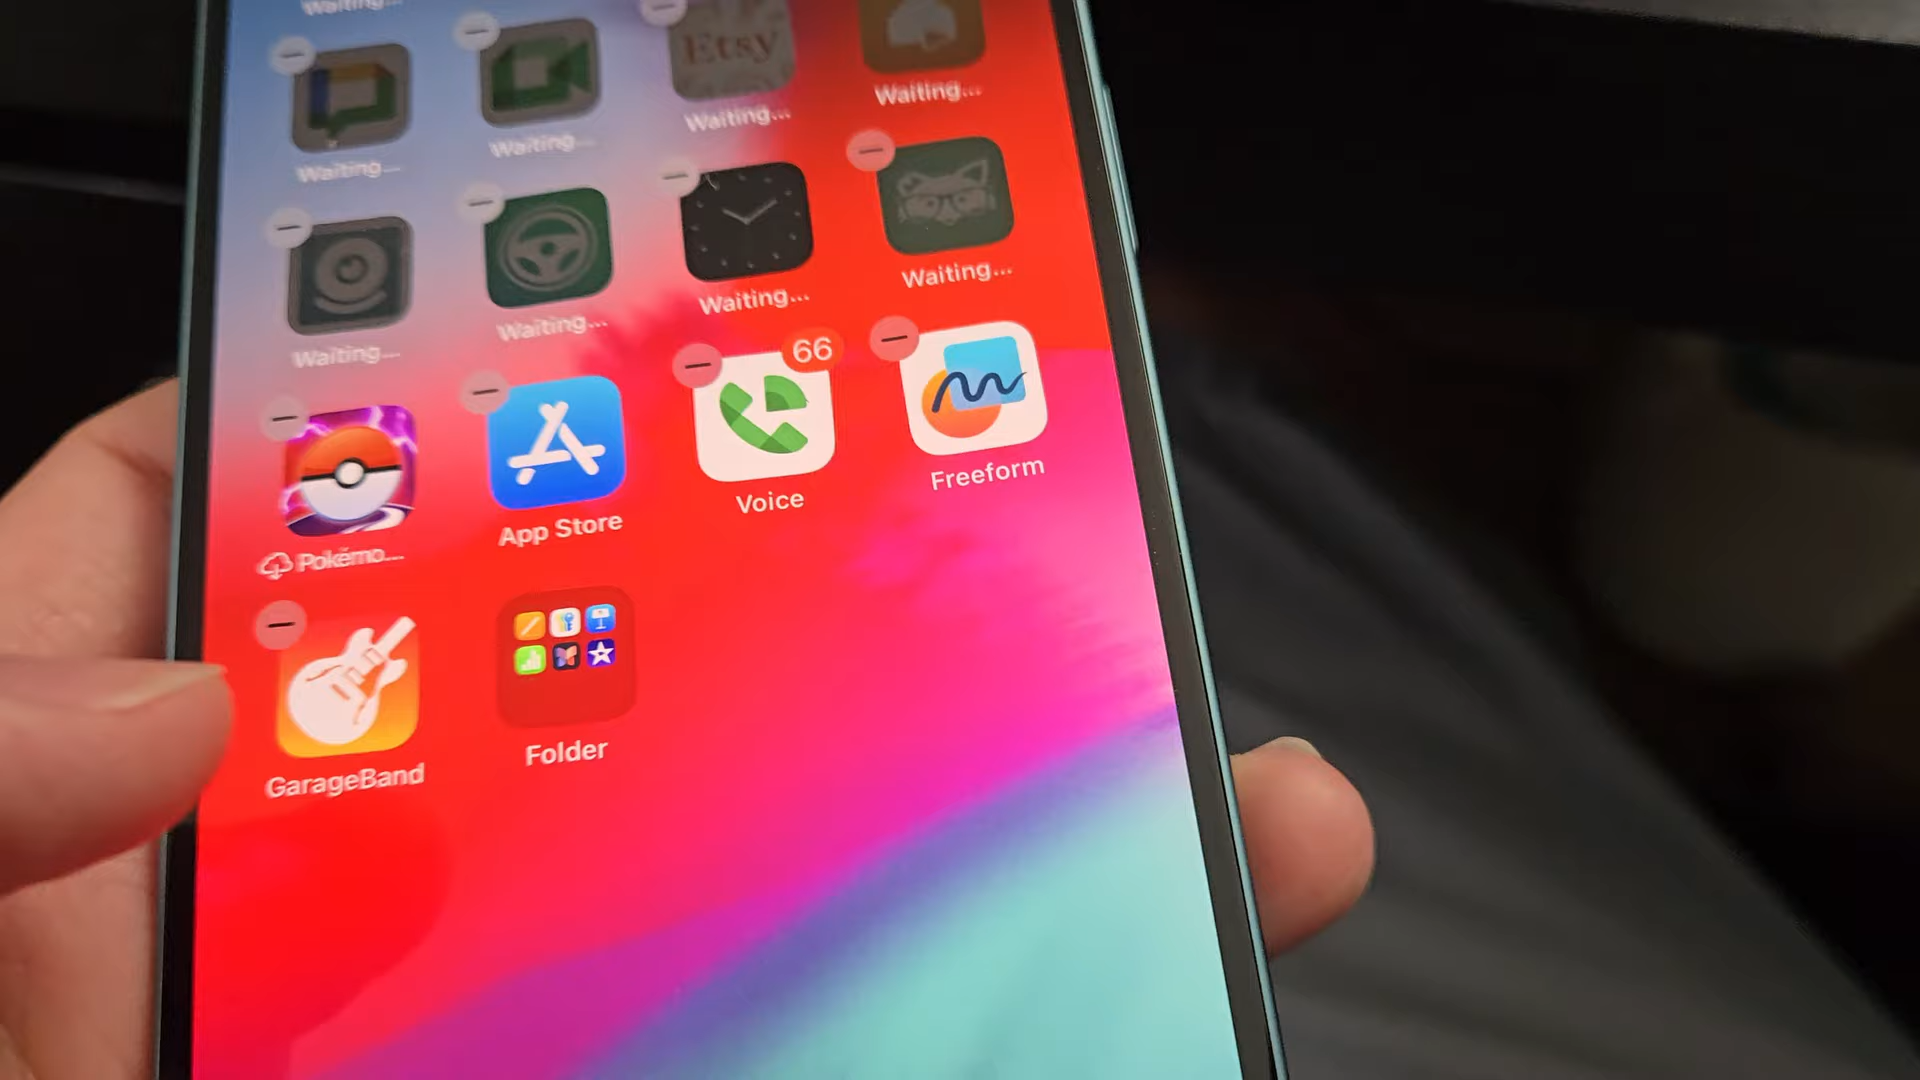 Waiting...
Etsy
Waiting...
Waiting...
Waiting...
Waiting...
Waiting...
Waiting...
Waiting...
Waiting...
66
Pokémo...
App Store
Voice
Freeform
GarageBand
Folder